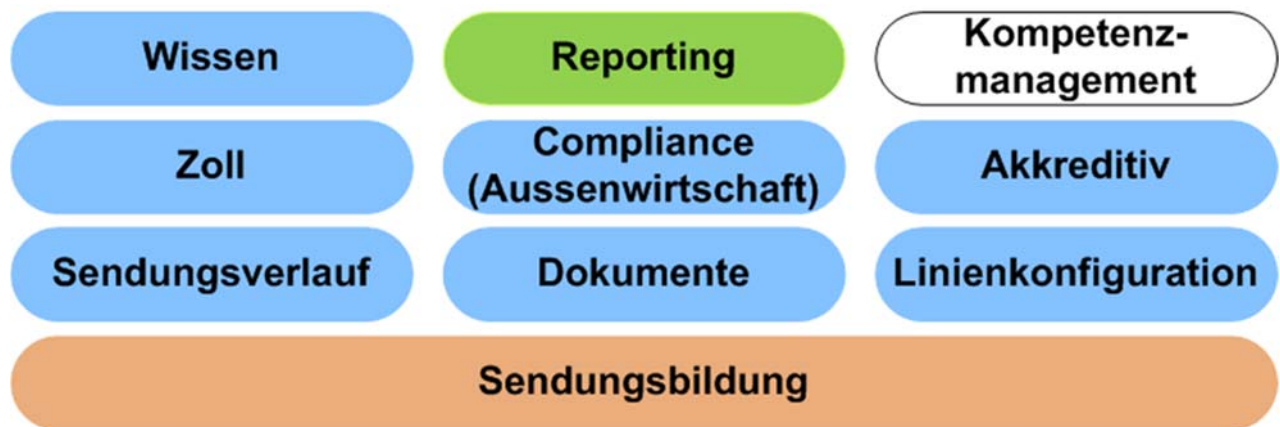 Wissen
Reporting
Kompetenz-
management
Zoll
Compliance
(Aussenwirtschaft)
Akkreditiv
Sendungsverlauf
Dokumente
Linienkonfiguration
Sendungsbildung